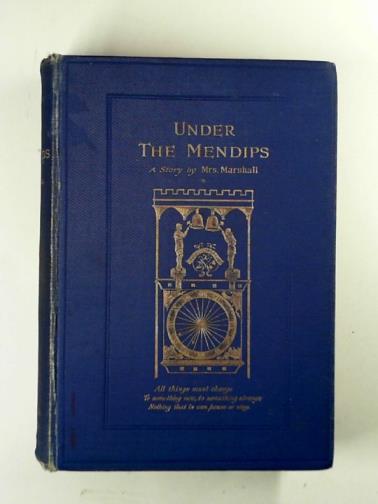 UNDER
THE MENDIPS
A Story by Mrs. Marshall
All things must change
To something new, to something strange
Nothing that is can pause or stay.
DS